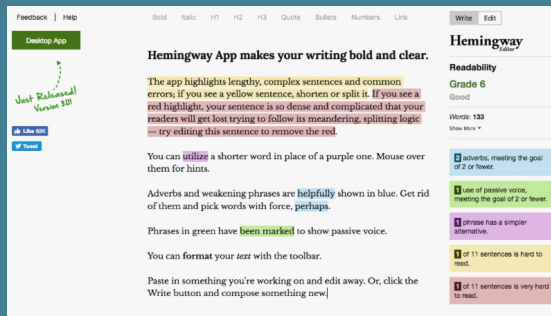 Feedback | Help
Bold Italic H1 H2 H3 Quote Bullets Numbers Link
Write Edit
Desktop App
Just Released!
Version 3.0!
Like 53K
Tweet
Hemingway App makes your writing bold and clear.
The app highlights lengthy, complex sentences and common
errors; if you see a yellow sentence, shorten or split it. If you see a
red highlight, your sentence is so dense and complicated that your
readers will get lost trying to follow its meandering, splitting logic
— try editing this sentence to remove the red.
You can utilize a shorter word in place of a purple one. Mouse over
them for hints.
Adverbs and weakening phrases are helpfully shown in blue. Get rid
of them and pick words with force, perhaps.
Phrases in green have been marked to show passive voice.
You can format your text with the toolbar.
Paste in something you're working on and edit away. Or, click the
Write button and compose something new.
Hemingway
Editor
Readability
Grade 6
Good
Words: 133
Show More
2 adverbs, meeting the goal
of 2 or fewer.
1 use of passive voice,
meeting the goal of 2 or fewer.
1 phrase has a simpler
alternative.
1 of 11 sentences is hard to
read.
1 of 11 sentences is very hard
to read.